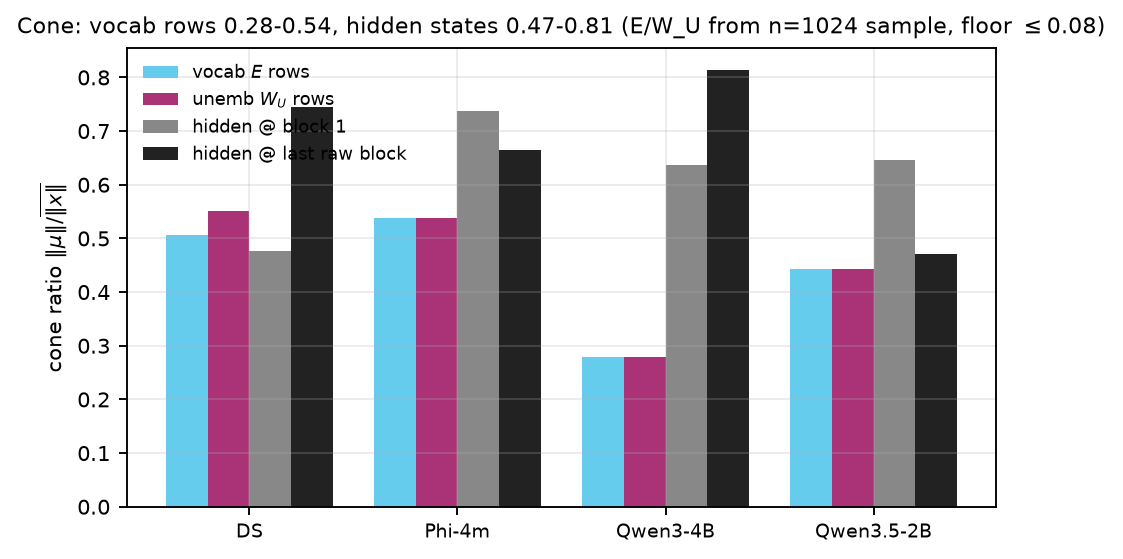 Cone: vocab rows 0.28-0.54, hidden states 0.47-0.81 (E/W_U from n=1024 sample, floor ≤0.08)
vocab E rows
unemb W_U rows
hidden @ block 1
hidden @ last raw block
cone ratio ‖μ‖/‖x‖̅
0.8
0.7
0.6
0.5
0.4
0.3
0.2
0.1
0.0
DS Phi-4m Qwen3-4B Qwen3.5-2B